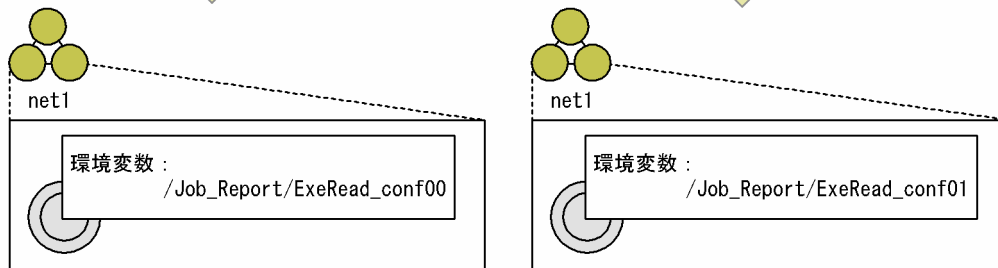 net1
環境変数：
/Job_Report/ExeRead_conf00
net1
環境変数：
/Job_Report/ExeRead_conf01